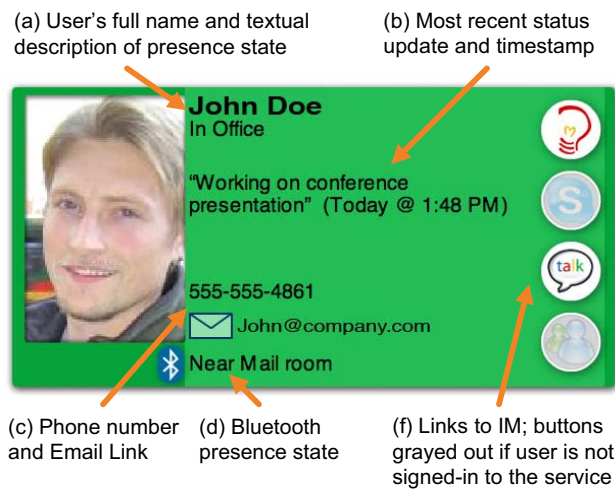 (a) User's full name and textual
description of presence state
(b) Most recent status
update and timestamp
John Doe
In Office
“Working on conference
presentation” (Today @ 1:48 PM)
S
talk
555-555-4861
John@company.com
Near Mail room
(c) Phone number
and Email Link
(d) Bluetooth
presence state
(f) Links to IM; buttons
grayed out if user is not
signed-in to the service